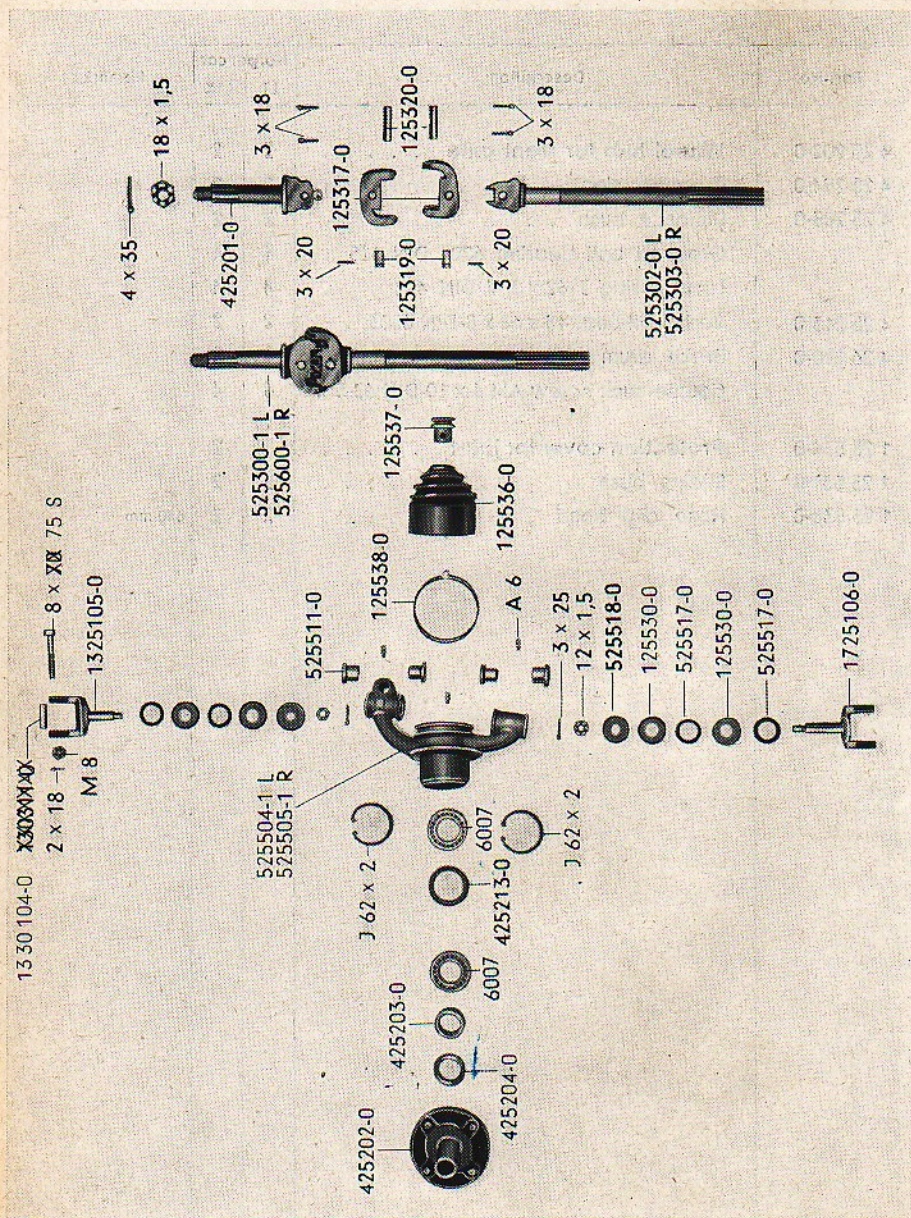 1330104-0
8 x XX 75 S
1325105-0
2 x 18
M 8
525504-1 L
525505-1 R
525511-0
125538-0
A 6
3 x 25
12 x 1,5
525518-0
125530-0
525517-0
125530-0
525517-0
1725106-0
J 62 x 2
6007
J 62 x 2
425213-0
6007
425203-0
425204-0
425202-0
525300-1 L
525600-1 R
125537-0
125536-0
4 x 35
18 x 1,5
425201-0
3 x 18
3 x 20
125317-0
125320-0
125319-0
3 x 18
3 x 20
525302-0 L
525303-0 R